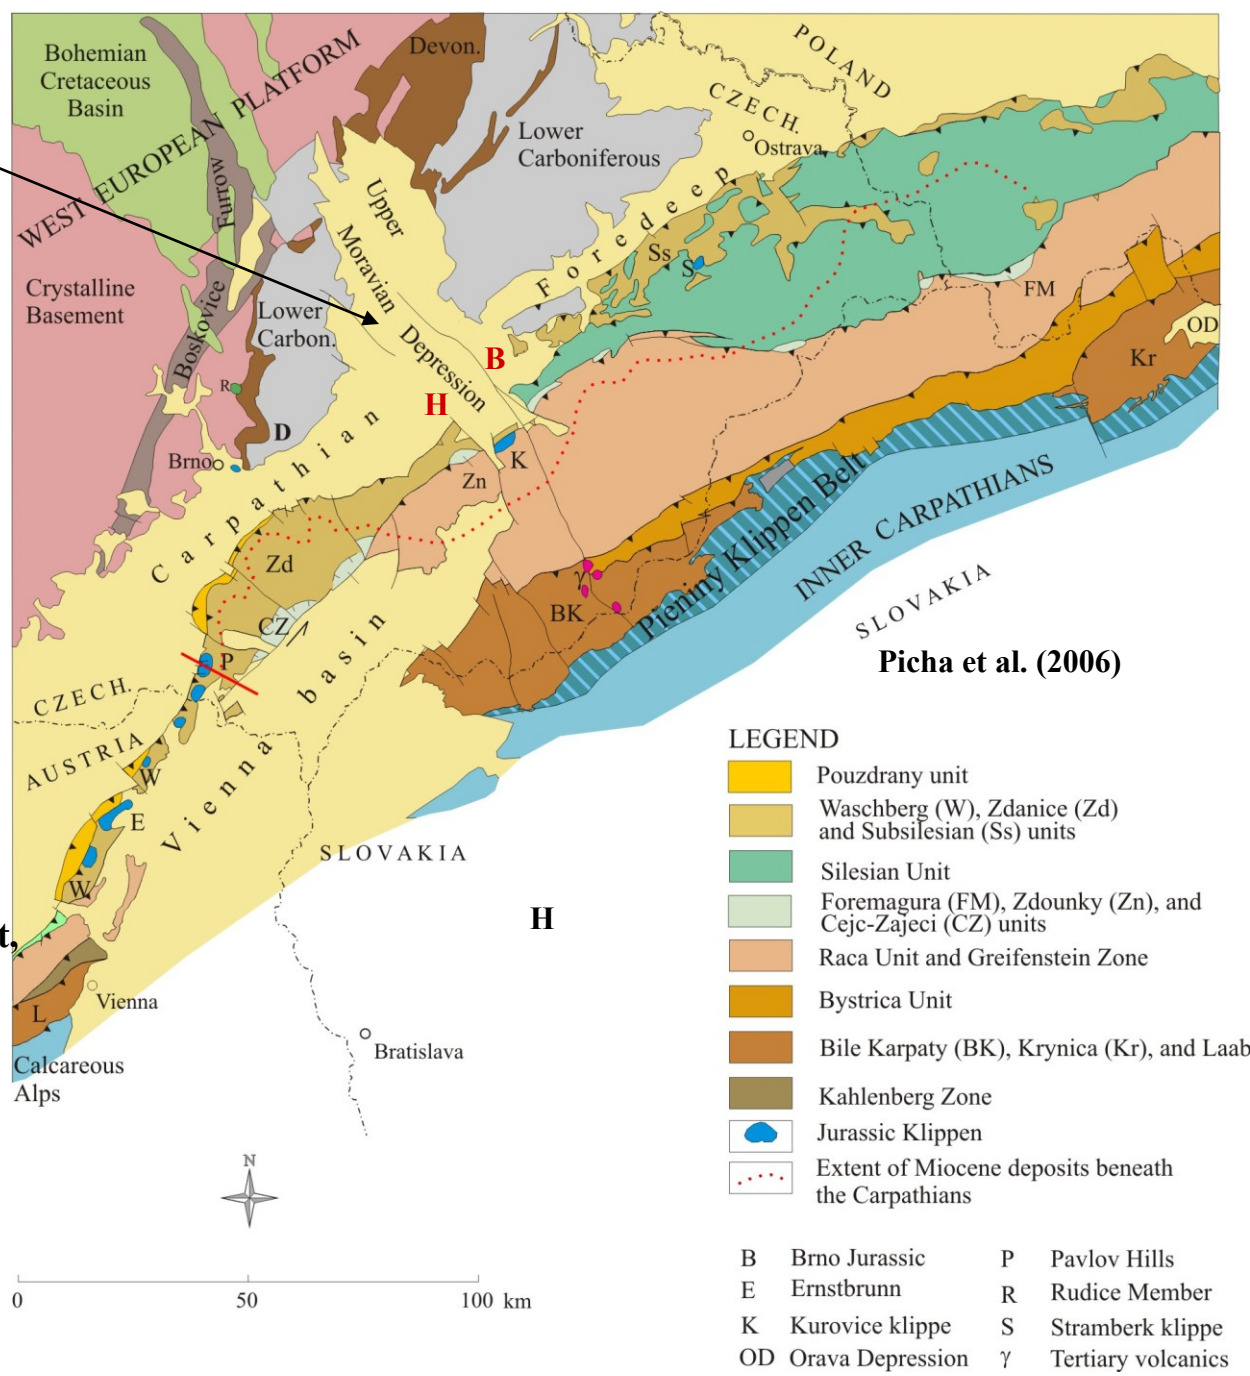 Bohemian
Cretaceous
Basin
WEST EUROPEAN PLATFORM
Devon.
POLAND
CZECH.
Ostrava
Lower
Carboniferous
Furrow
Boskovice
Upper
Moravian
Depression
Foredeep
Ss
S
FM
OD
Kr
Crystalline
Basement
Lower
Carbon.
R
D
B
H
Brno
Carpathian
K
Zn
Zd
CZ
P
BK
γ
Pieniny Klippen Belt
INNER CARPATHIANS
SLOVAKIA
Picha et al. (2006)
CZECH.
AUSTRIA
Vienna basin
W
E
W
SLOVAKIA
H
t,
Vienna
L
Bratislava
Calcareous
Alps
N
0 50 100 km
LEGEND
Pouzdrany unit
Waschberg (W), Zdanice (Zd)
and Subsilesian (Ss) units
Silesian Unit
Foremagura (FM), Zdounky (Zn), and
Cejc-Zajeci (CZ) units
Raca Unit and Greifenstein Zone
Bystrica Unit
Bile Karpaty (BK), Krynica (Kr), and Laab
Kahlenberg Zone
Jurassic Klippen
Extent of Miocene deposits beneath
the Carpathians
B Brno Jurassic
E Ernstbrunn
K Kurovice klippe
OD Orava Depression
P Pavlov Hills
R Rudice Member
S Stramberk klippe
γ Tertiary volcanics